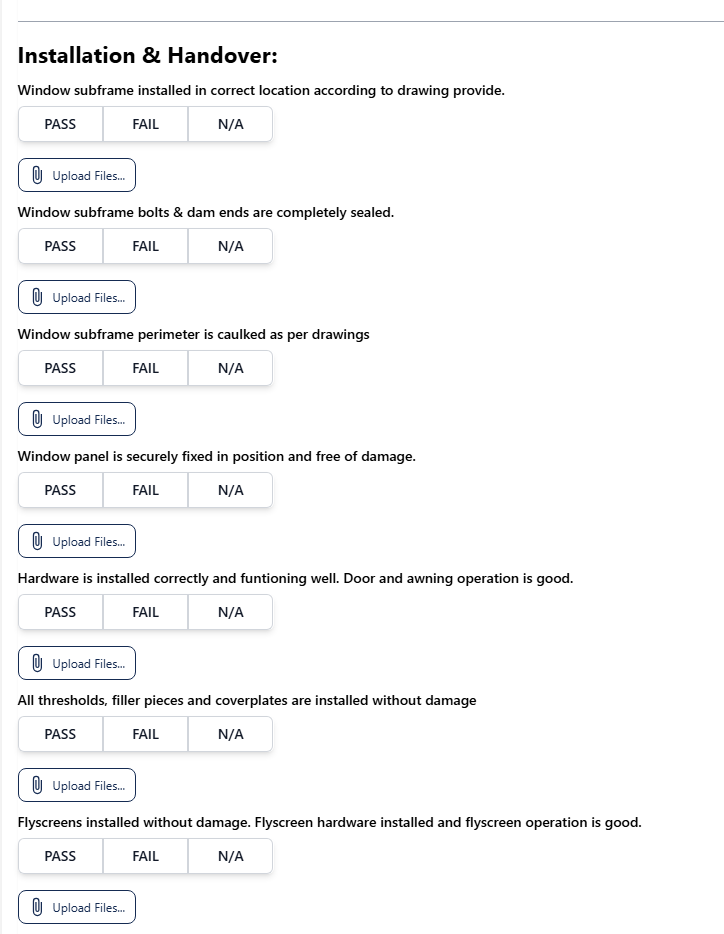 Installation & Handover:
Window subframe installed in correct location according to drawing provide.
PASS FAIL N/A
Upload Files...
Window subframe bolts & dam ends are completely sealed.
PASS FAIL N/A
Upload Files...
Window subframe perimeter is caulked as per drawings
PASS FAIL N/A
Upload Files...
Window panel is securely fixed in position and free of damage.
PASS FAIL N/A
Upload Files...
Hardware is installed correctly and funtioning well. Door and awning operation is good.
PASS FAIL N/A
Upload Files...
All thresholds, filler pieces and coverplates are installed without damage
PASS FAIL N/A
Upload Files...
Flyscreens installed without damage. Flyscreen hardware installed and flyscreen operation is good.
PASS FAIL N/A
Upload Files...